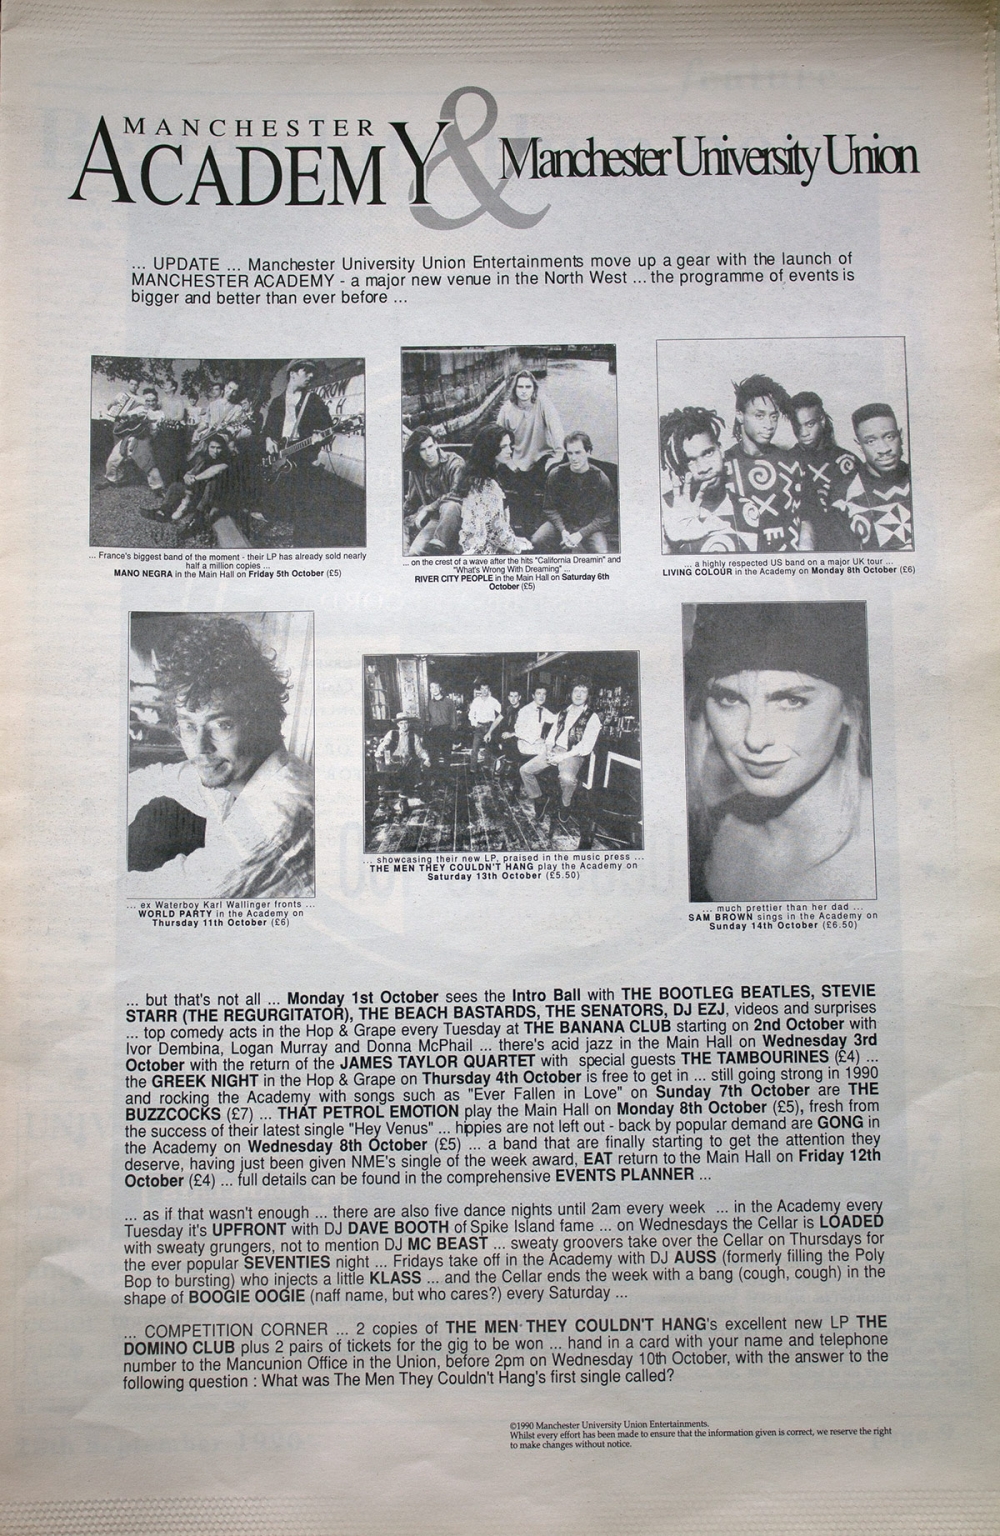 MANCHESTER
ACADEMY & Manchester University Union
... UPDATE ... Manchester University Union Entertainments move up a gear with the launch of
MANCHESTER ACADEMY - a major new venue in the North West ... the programme of events is
bigger and better than ever before ...
... France's biggest band of the moment - their LP has already sold nearly
half a million copies ...
MANO NEGRA in the Main Hall on Friday 5th October (£5)
... on the crest of a wave after the hits "California Dreamin" and
"What's Wrong With Dreaming" ...
RIVER CITY PEOPLE in the Main Hall on Saturday 6th
October (£5)
... a highly respected US band on a major UK tour ...
LIVING COLOUR in the Academy on Monday 8th October (£6)
... ex Waterboy Karl Wallinger fronts ...
WORLD PARTY in the Academy on
Thursday 11th October (£6)
... showcasing their new LP, praised in the music press ...
THE MEN THEY COULDN'T HANG play the Academy on
Saturday 13th October (£5.50)
... much prettier than her dad ...
SAM BROWN sings in the Academy on
Sunday 14th October (£6.50)
... but that's not all ... Monday 1st October sees the Intro Ball with THE BOOTLEG BEATLES, STEVIE
STARR (THE REGURGITATOR), THE BEACH BASTARDS, THE SENATORS, DJ EZJ, videos and surprises
... top comedy acts in the Hop & Grape every Tuesday at THE BANANA CLUB starting on 2nd October with
Ivor Dembina, Logan Murray and Donna McPhail ... there's acid jazz in the Main Hall on Wednesday 3rd
October with the return of the JAMES TAYLOR QUARTET with special guests THE TAMBOURINES (£4) ...
the GREEK NIGHT in the Hop & Grape on Thursday 4th October is free to get in ... still going strong in 1990
and rocking the Academy with songs such as "Ever Fallen in Love" on Sunday 7th October are THE
BUZZCOCKS (£7) ... THAT PETROL EMOTION play the Main Hall on Monday 8th October (£5), fresh from
the success of their latest single "Hey Venus" ... hippies are not left out - back by popular demand are GONG in
the Academy on Wednesday 8th October (£5) ... a band that are finally starting to get the attention they
deserve, having just been given NME's single of the week award, EAT return to the Main Hall on Friday 12th
October (£4) ... full details can be found in the comprehensive EVENTS PLANNER ...
... as if that wasn't enough ... there are also five dance nights until 2am every week ... in the Academy every
Tuesday it's UPFRONT with DJ DAVE BOOTH of Spike Island fame ... on Wednesdays the Cellar is LOADED
with sweaty grungers, not to mention DJ MC BEAST ... sweaty groovers take over the Cellar on Thursdays for
the ever popular SEVENTIES night ... Fridays take off in the Academy with DJ AUSS (formerly filling the Poly
Bop to bursting) who injects a little KLASS ... and the Cellar ends the week with a bang (cough, cough) in the
shape of BOOGIE OOGIE (naff name, but who cares?) every Saturday ...
... COMPETITION CORNER ... 2 copies of THE MEN THEY COULDN'T HANG's excellent new LP THE
DOMINO CLUB plus 2 pairs of tickets for the gig to be won ... hand in a card with your name and telephone
number to the Mancunion Office in the Union, before 2pm on Wednesday 10th October, with the answer to the
following question : What was The Men They Couldn't Hang's first single called?
©1990 Manchester University Union Entertainments.
Whilst every effort has been made to ensure that the information given is correct, we reserve the right
to make changes without notice.